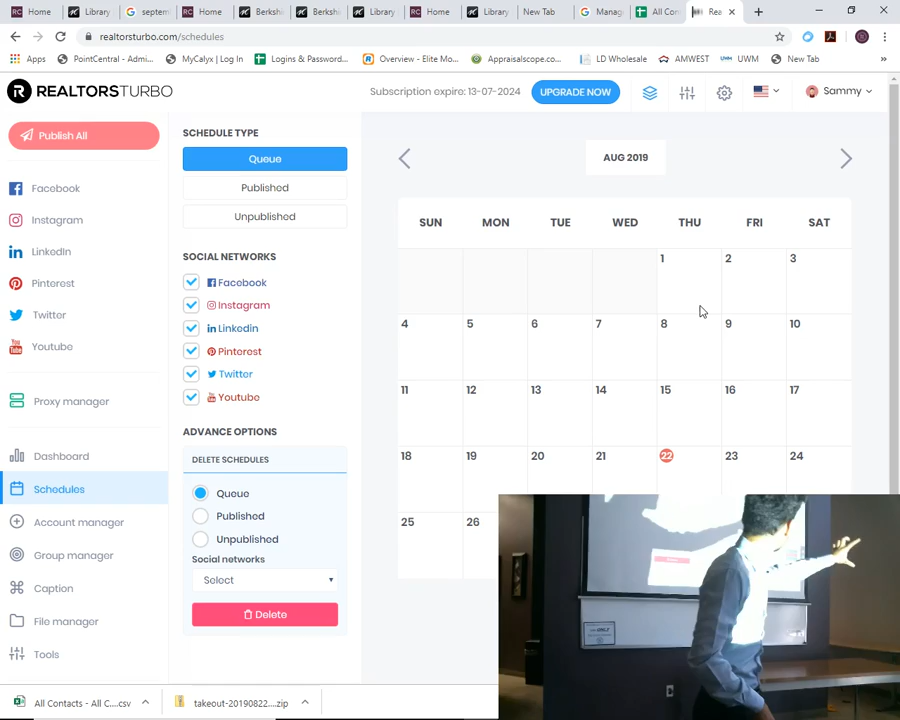 Home
Library
septem
Home
Berksh
Berksh
Library
Home
Library
New Tab
Manag
All Con
Rea
realtorsturbo.com/schedules
Apps
PointCentral - Admi...
MyCalyx | Log In
Logins & Password...
Overview - Elite Mo...
Appraisalscope.co...
LD Wholesale
AMWEST
UWM
New Tab
REALTORSTURBO
Subscription expire: 13-07-2024
UPGRADE NOW
Sammy
Publish All
Facebook
Instagram
LinkedIn
Pinterest
Twitter
Youtube
Proxy manager
Dashboard
Schedules
Account manager
Group manager
Caption
File manager
Tools
SCHEDULE TYPE
Queue
Published
Unpublished
SOCIAL NETWORKS
Facebook
Instagram
Linkedin
Pinterest
Twitter
Youtube
ADVANCE OPTIONS
DELETE SCHEDULES
Queue
Published
Unpublished
Social networks
Select
Delete
AUG 2019
SUN MON TUE WED THU FRI SAT
1 2 3
4 5 6 7 8 9 10
11 12 13 14 15 16 17
18 19 20 21 22 23 24
25 26
All Contacts - All C....csv
takeout-20190822....zip